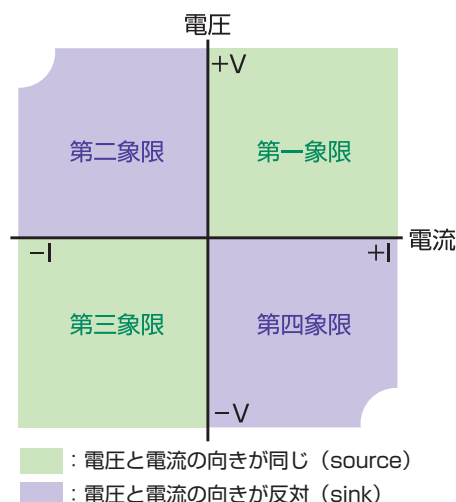 電圧
+V
第二象限
第一象限
−I
+I
電流
第三象限
第四象限
−V
：電圧と電流の向きが同じ（source）
：電圧と電流の向きが反対（sink）